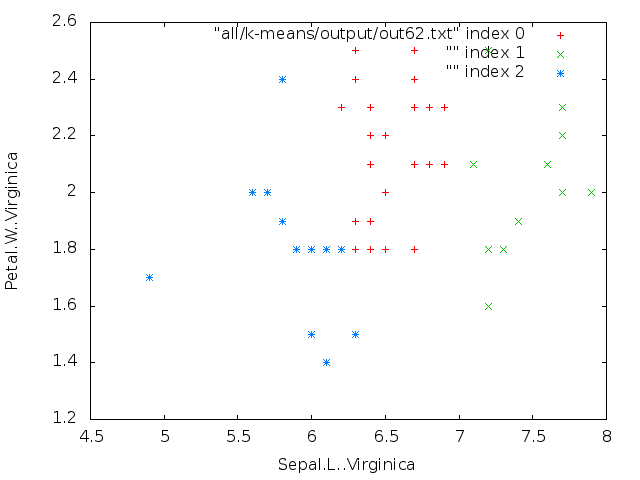 "all/k-means/output/out62.txt" index 0
"" index 1
"" index 2
2.6
2.4
2.2
2
1.8
1.6
1.4
1.2
Petal.W..Virginica
4.5 5 5.5 6 6.5 7 7.5 8
Sepal.L..Virginica